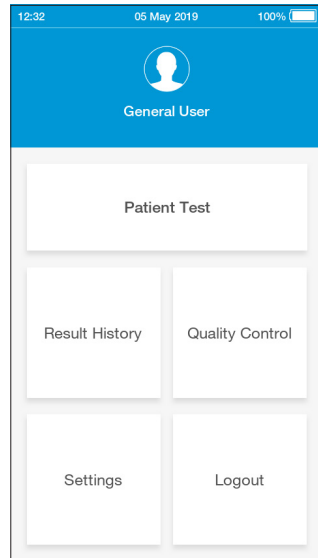 12:32 05 May 2019 100%
General User
Patient Test
Result History Quality Control
Settings Logout